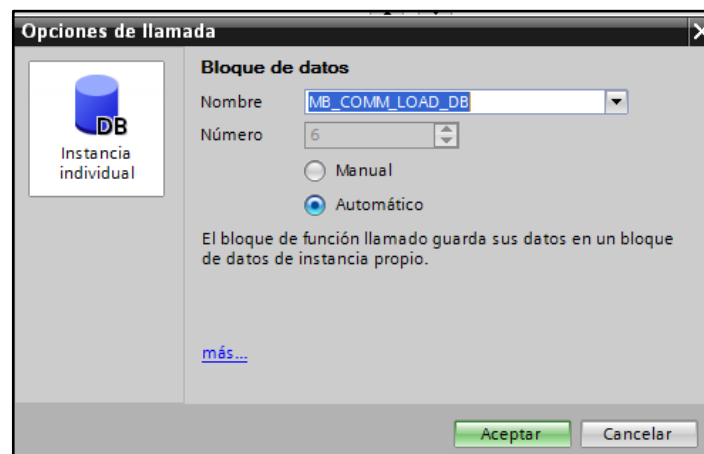 Opciones de llamada
DB
Instancia
individual
Bloque de datos
Nombre MB_COMM_LOAD_DB
Número 6
Manual
Automático
El bloque de función llamado guarda sus datos en un bloque
de datos de instancia propio.
más...
Aceptar Cancelar